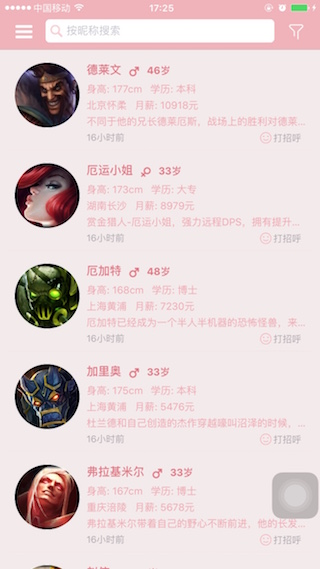 中国移动 17:25
按昵称搜索
德莱文 46岁
身高: 177cm 学历: 本科
北京怀柔 月薪: 10918元
不同于他的兄长德莱厄斯，战场上的胜利对德莱...
16小时前 打招呼
厄运小姐 33岁
身高: 173cm 学历: 大专
湖南长沙 月薪: 8979元
赏金猎人-厄运小姐，强力远程DPS，拥有提升...
16小时前 打招呼
厄加特 48岁
身高: 168cm 学历: 博士
上海黄浦 月薪: 7230元
厄加特已经成为一个半人半机器的恐怖怪兽，来...
16小时前 打招呼
加里奥 33岁
身高: 175cm 学历: 本科
上海黄浦 月薪: 5476元
杜兰德和自己创造的杰作穿越嚎叫沼泽的时候，...
16小时前 打招呼
弗拉基米尔 33岁
身高: 167cm 学历: 博士
重庆涪陵 月薪: 5678元
弗拉基米尔带着自己的野心不断前进，他的长发...
16小时前 打招呼